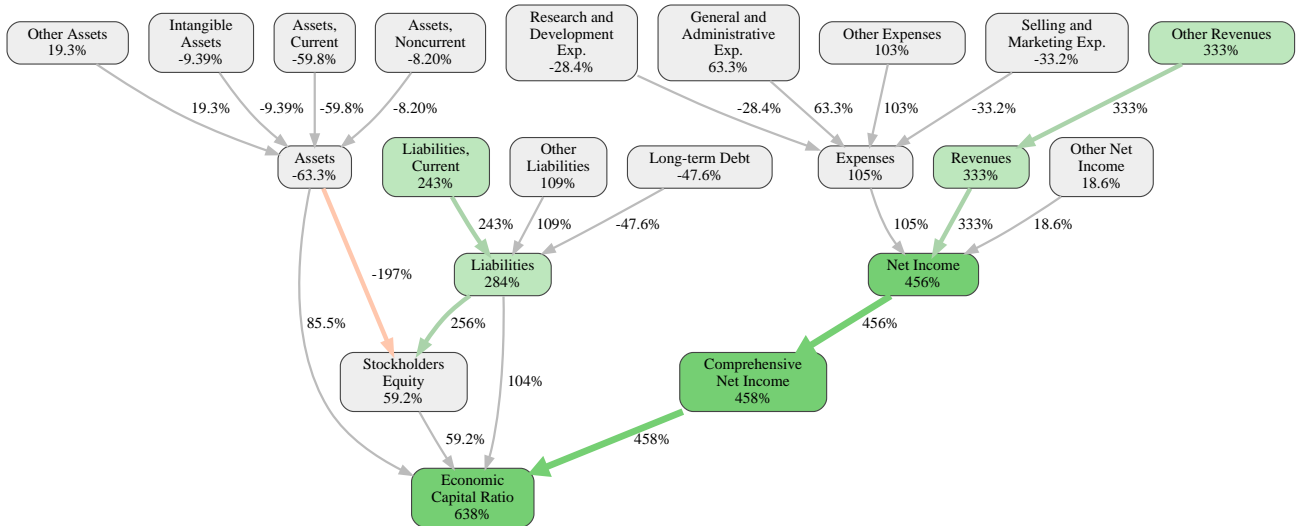 Other Assets
19.3%
Intangible
Assets
-9.39%
Assets,
Current
-59.8%
Assets,
Noncurrent
-8.20%
Research and
Development
Exp.
-28.4%
General and
Administrative
Exp.
63.3%
Other Expenses
103%
Selling and
Marketing Exp.
-33.2%
Other Revenues
333%
19.3%
-9.39%
-59.8%
-8.20%
-28.4%
63.3%
103%
-33.2%
333%
Assets
-63.3%
Liabilities,
Current
243%
Other
Liabilities
109%
Long-term Debt
-47.6%
Expenses
105%
Revenues
333%
Other Net
Income
18.6%
243%
109%
-47.6%
105%
333%
18.6%
-197%
Liabilities
284%
Net Income
456%
85.5%
256%
456%
Stockholders
Equity
59.2%
104%
Comprehensive
Net Income
458%
59.2%
458%
Economic
Capital Ratio
638%